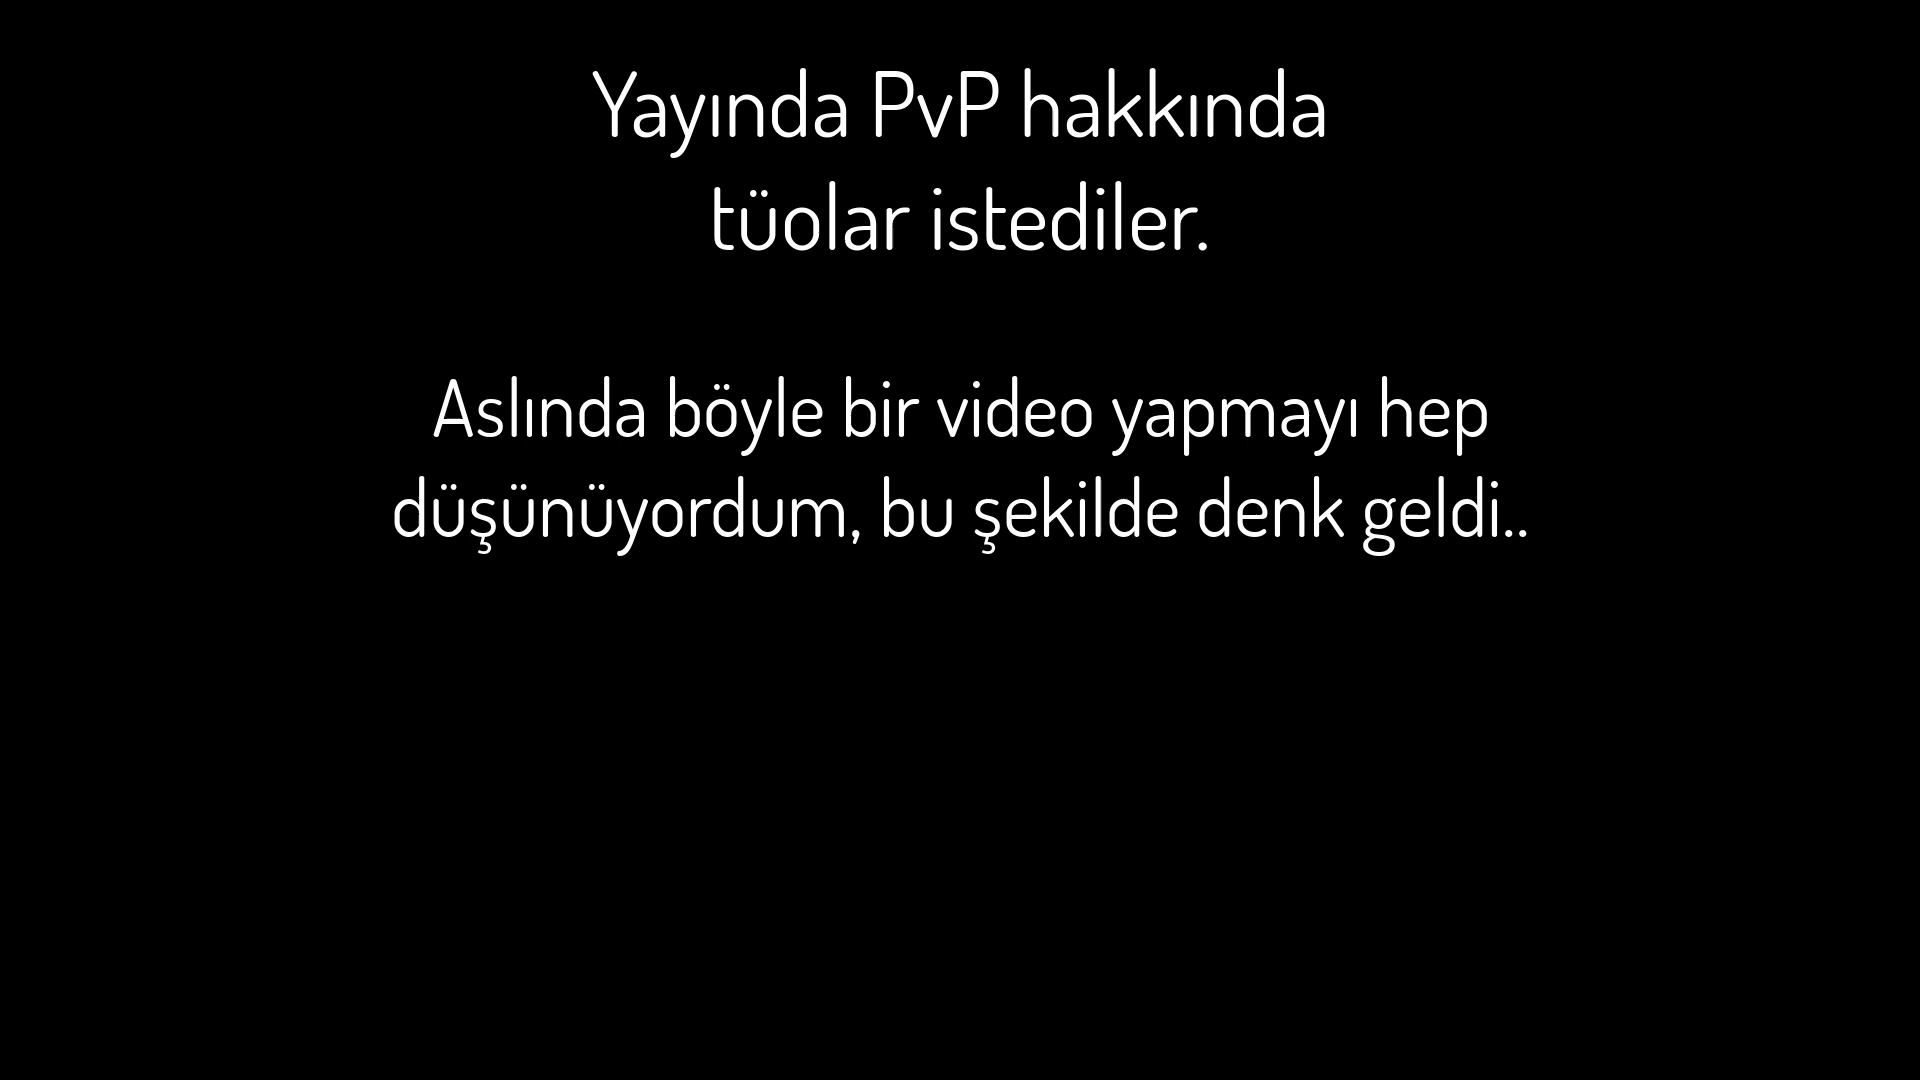 Yayında PvP hakkında
tüolar istediler.
Aslında böyle bir video yapmayı hep
düşünüyordum, bu şekilde denk geldi..